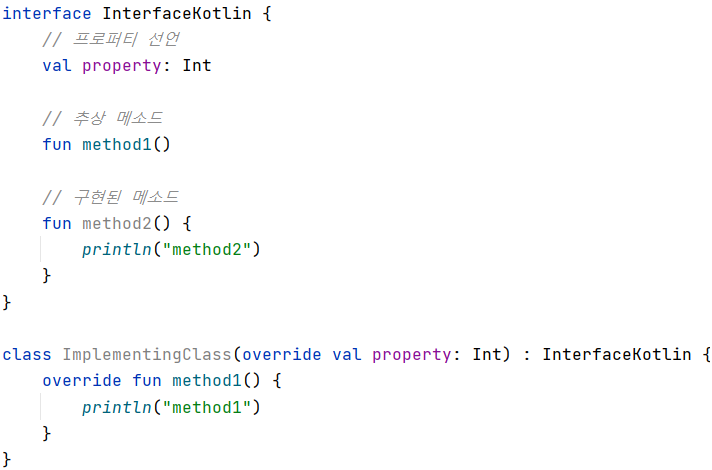 interface InterfaceKotlin {
    // 프로퍼티 선언
    val property: Int

    // 추상 메소드
    fun method1()

    // 구현된 메소드
    fun method2() {
        println("method2")
    }
}

class ImplementingClass(override val property: Int) : InterfaceKotlin {
    override fun method1() {
        println("method1")
    }
}